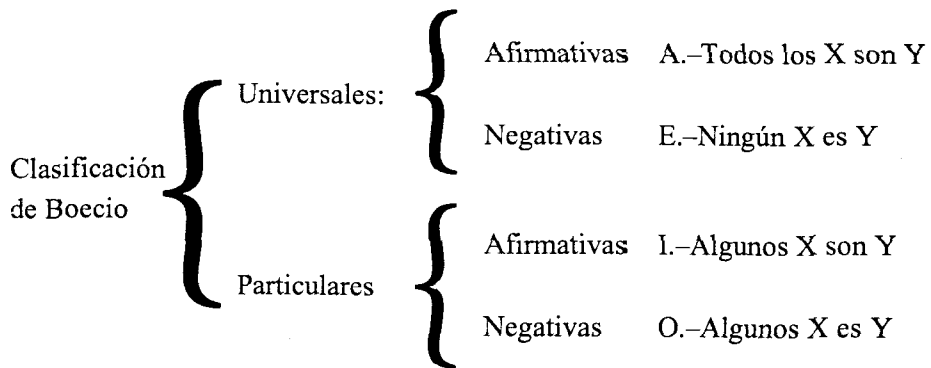 Clasificación
de Boecio
Universales:
Afirmativas A.–Todos los X son Y
Negativas E.–Ningún X es Y
Particulares
Afirmativas I.–Algunos X son Y
Negativas O.–Algunos X es Y